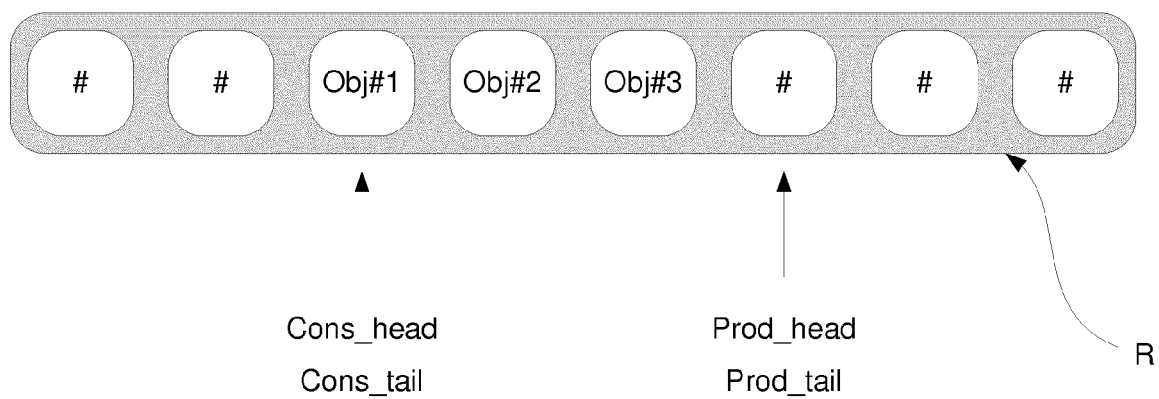 # # Obj#1 Obj#2 Obj#3 # # #
Cons_head Prod_head
Cons_tail Prod_tail
R